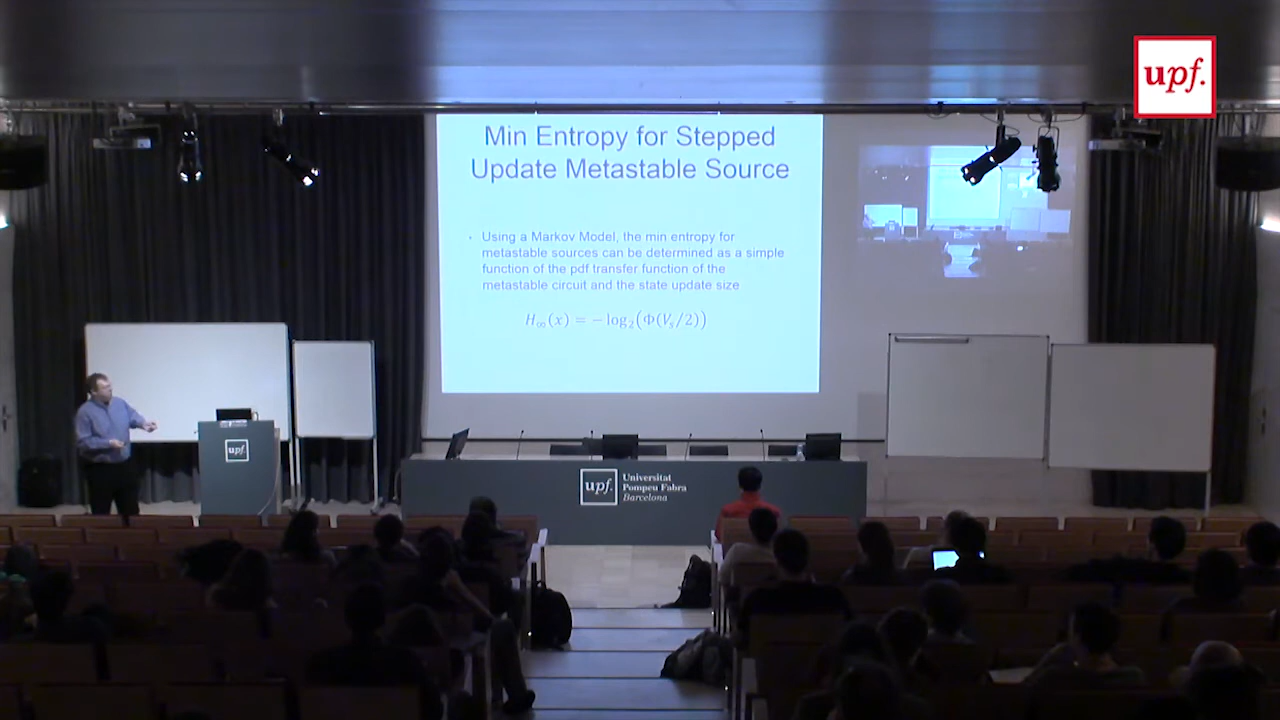 upf.
Min Entropy for Stepped
Update Metastable Source
Using a Markov Model, the min entropy for
metastable sources can be determined as a simple
function of the pdf transfer function of the
metastable circuit and the state update size
H∞(x) = −log₂(Φ(Vₛ/2))
upf.
upf.
Universitat
Pompeu Fabra
Barcelona